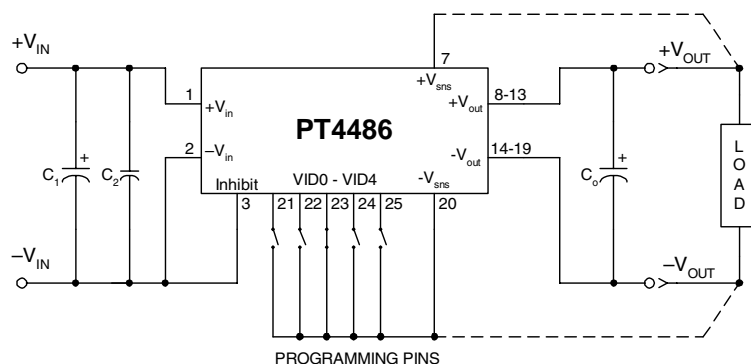 +V_IN
7
+V_sns
+V_OUT
1
+V_in
+V_out
8-13
PT4486
2
−V_in
-V_out
14-19
C_1
+
C_2
C_o
+
LOAD
Inhibit
VID0 - VID4
-V_sns
3
21
22
23
24
25
20
−V_IN
−V_OUT
PROGRAMMING PINS